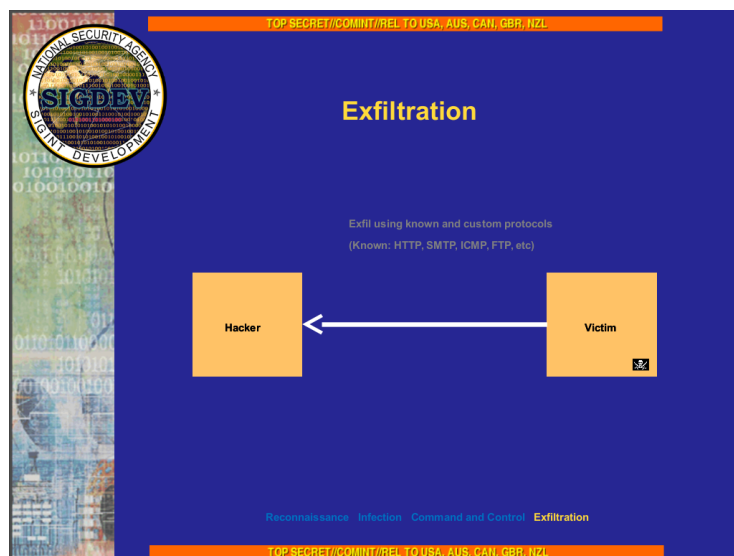 TOP SECRET//COMINT//REL TO USA, AUS, CAN, GBR, NZL
NATIONAL SECURITY AGENCY
SIGDEV
SIGINT DEVELOPMENT
Exfiltration
Exfil using known and custom protocols
(Known: HTTP, SMTP, ICMP, FTP, etc)
Hacker
Victim
Reconnaissance Infection Command and Control Exfiltration
TOP SECRET//COMINT//REL TO USA, AUS, CAN, GBR, NZL